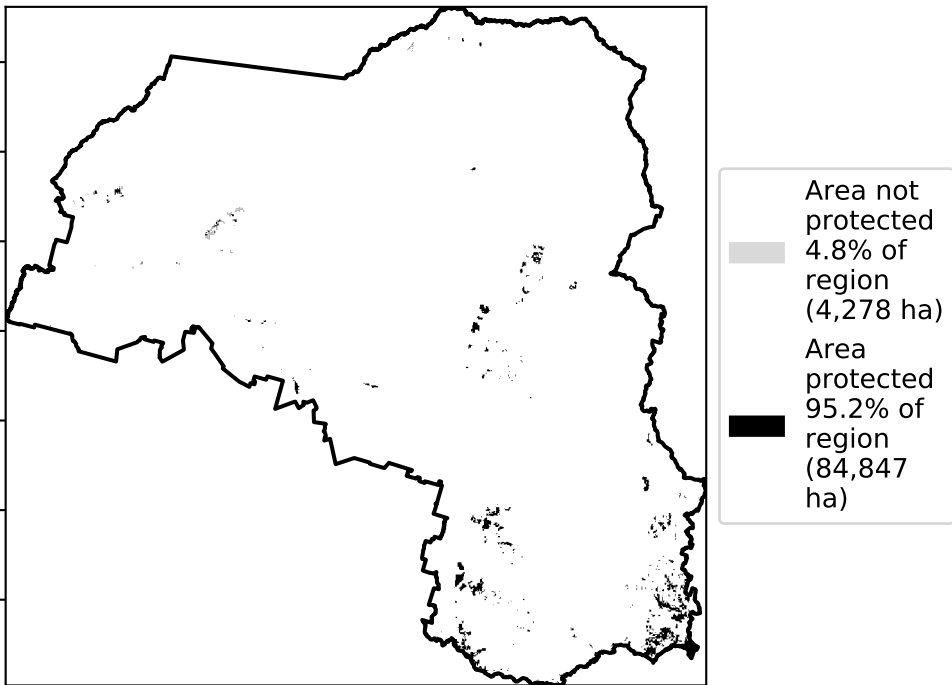 Area not
protected
4.8% of
region
(4,278 ha)
Area
protected
95.2% of
region
(84,847
ha)